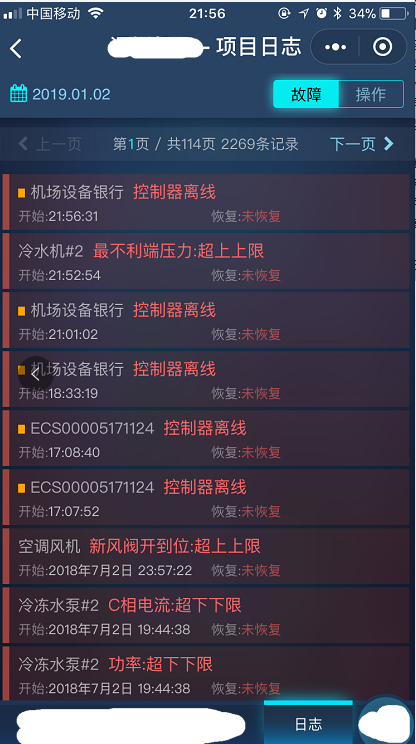 中国移动 21:56 34%
- 项目日志
2019.01.02 故障 操作
上一页 第1页 / 共114页 2269条记录 下一页
机场设备银行 控制器离线
开始:21:56:31 恢复:未恢复
冷水机#2 最不利端压力:超上上限
开始:21:52:54 恢复:未恢复
机场设备银行 控制器离线
开始:21:01:02 恢复:未恢复
机场设备银行 控制器离线
开始:18:33:19 恢复:未恢复
ECS00005171124 控制器离线
开始:17:08:40 恢复:未恢复
ECS00005171124 控制器离线
开始:17:07:52 恢复:未恢复
空调风机 新风阀开到位:超上上限
开始:2018年7月2日 23:57:22 恢复:未恢复
冷冻水泵#2 C相电流:超下下限
开始:2018年7月2日 19:44:38 恢复:未恢复
冷冻水泵#2 功率:超下下限
开始:2018年7月2日 19:44:38 恢复:未恢复
日志